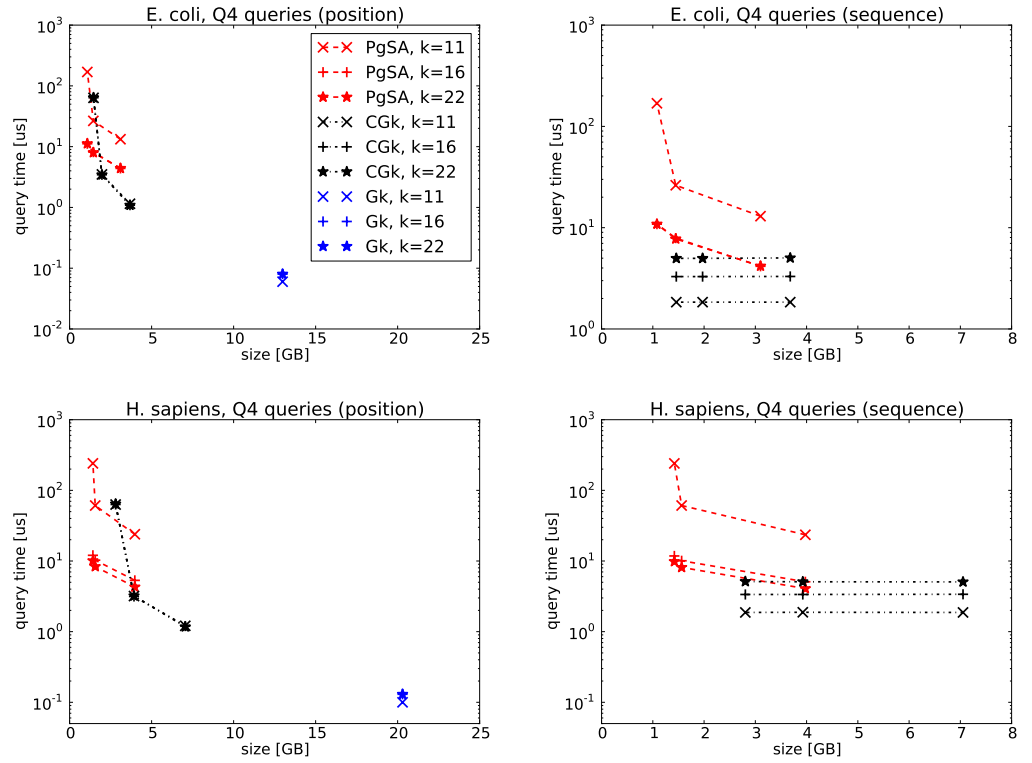 E. coli, Q4 queries (position)
query time [us]
10^3
10^2
10^1
10^0
10^-1
10^-2
0 5 10 15 20 25
size [GB]
PgSA, k=11
PgSA, k=16
PgSA, k=22
CGk, k=11
CGk, k=16
CGk, k=22
Gk, k=11
Gk, k=16
Gk, k=22
E. coli, Q4 queries (sequence)
query time [us]
10^3
10^2
10^1
10^0
0 1 2 3 4 5 6 7 8
size [GB]
H. sapiens, Q4 queries (position)
query time [us]
10^3
10^2
10^1
10^0
10^-1
0 5 10 15 20 25
size [GB]
H. sapiens, Q4 queries (sequence)
query time [us]
10^3
10^2
10^1
10^0
10^-1
0 1 2 3 4 5 6 7 8
size [GB]